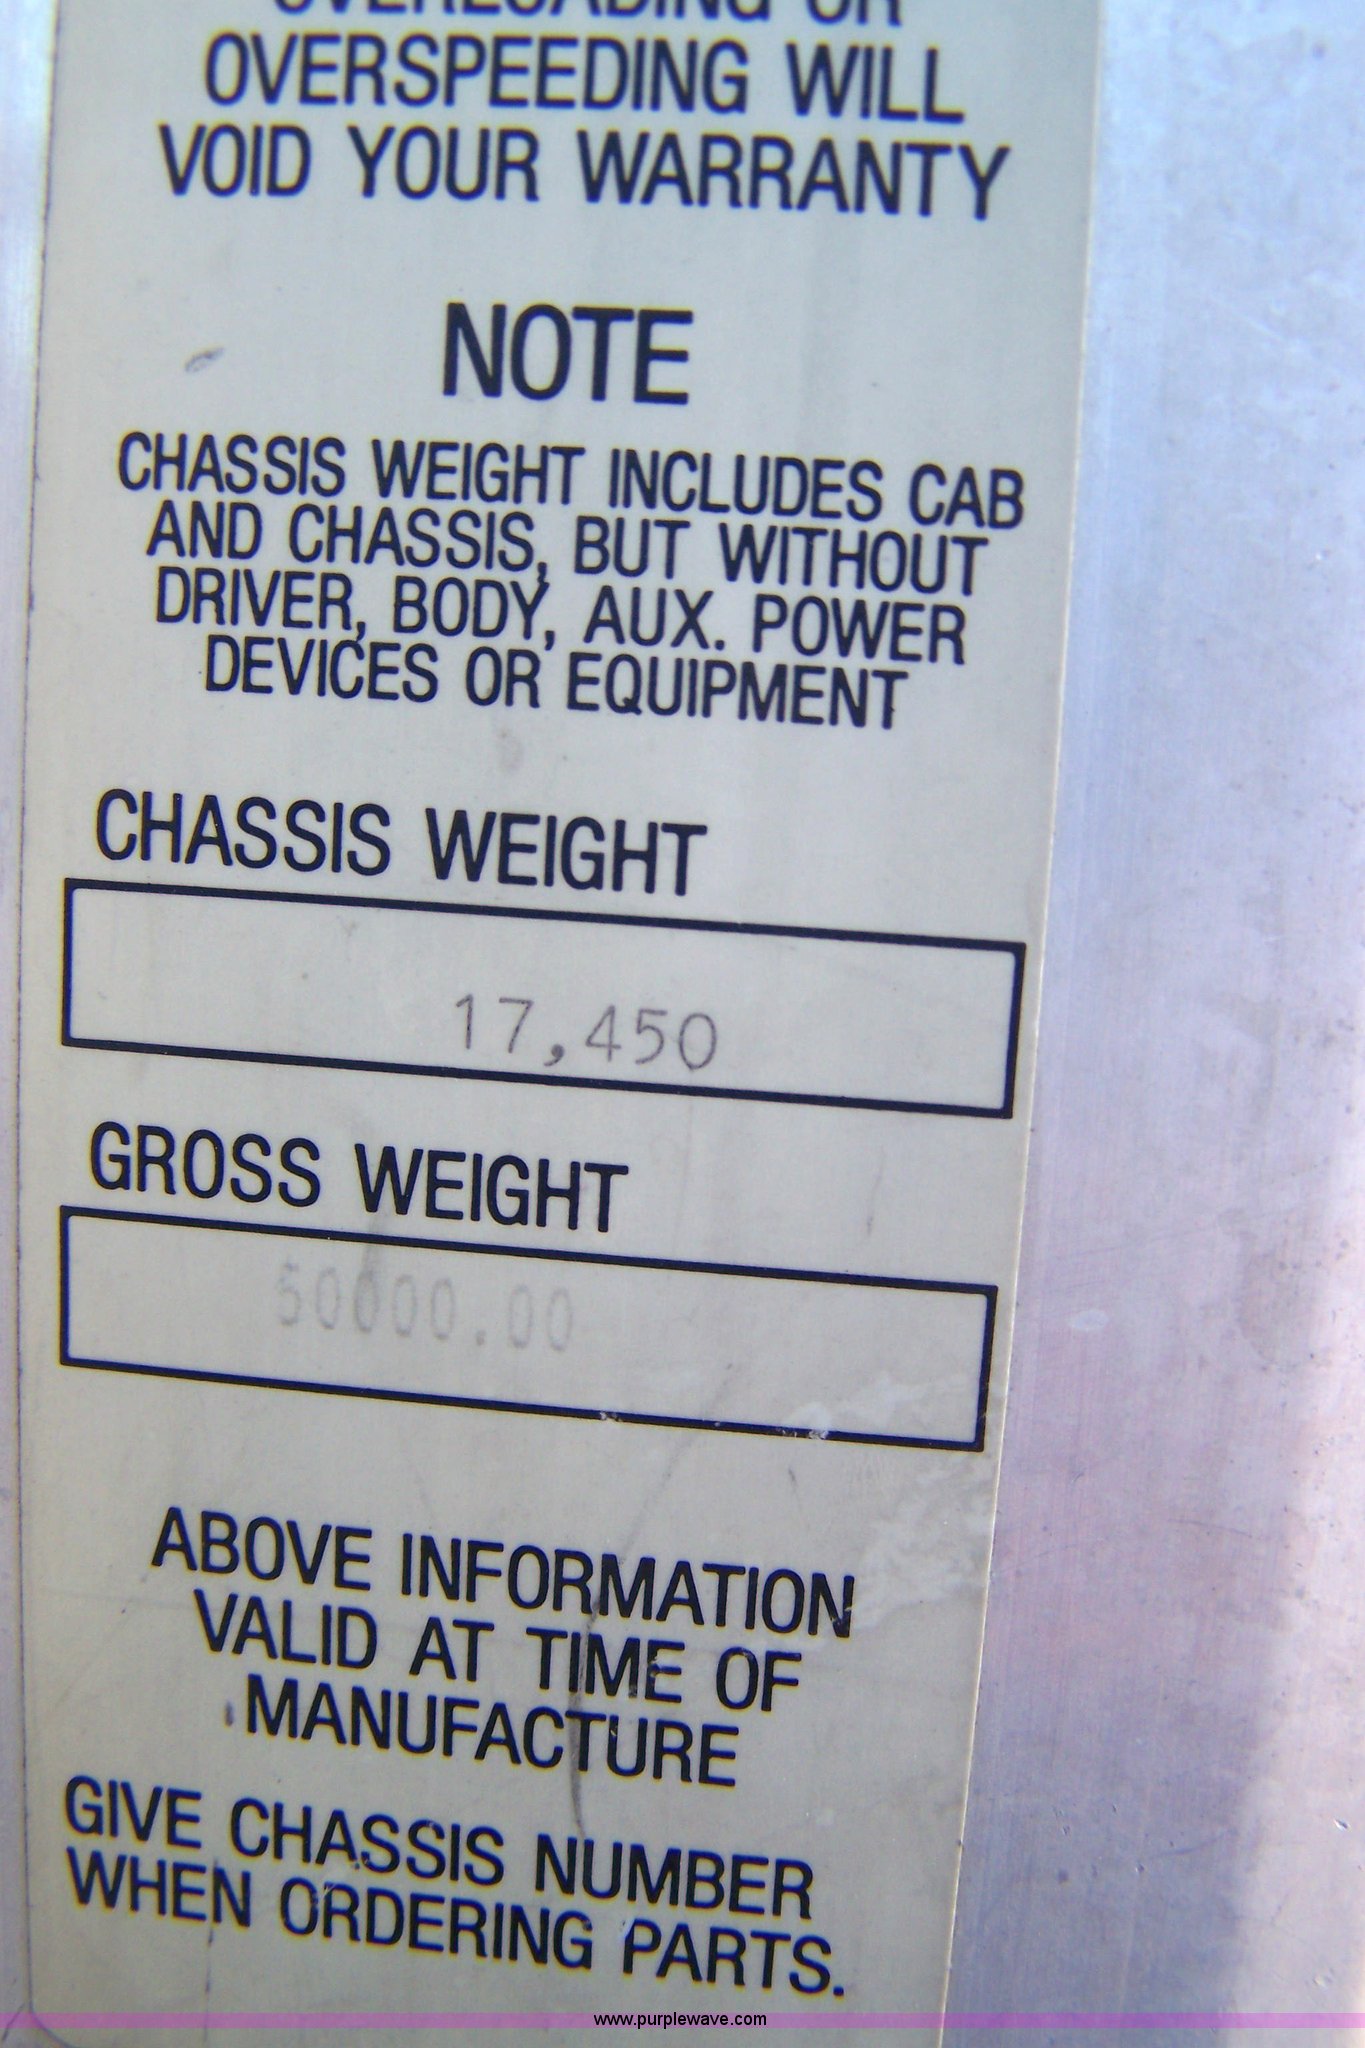 OVERLOADING OR
OVERSPEEDING WILL
VOID YOUR WARRANTY
NOTE
CHASSIS WEIGHT INCLUDES CAB
AND CHASSIS, BUT WITHOUT
DRIVER, BODY, AUX. POWER
DEVICES OR EQUIPMENT
CHASSIS WEIGHT
17,450
GROSS WEIGHT
50000.00
ABOVE INFORMATION
VALID AT TIME OF
MANUFACTURE
GIVE CHASSIS NUMBER
WHEN ORDERING PARTS.
www.purplewave.com